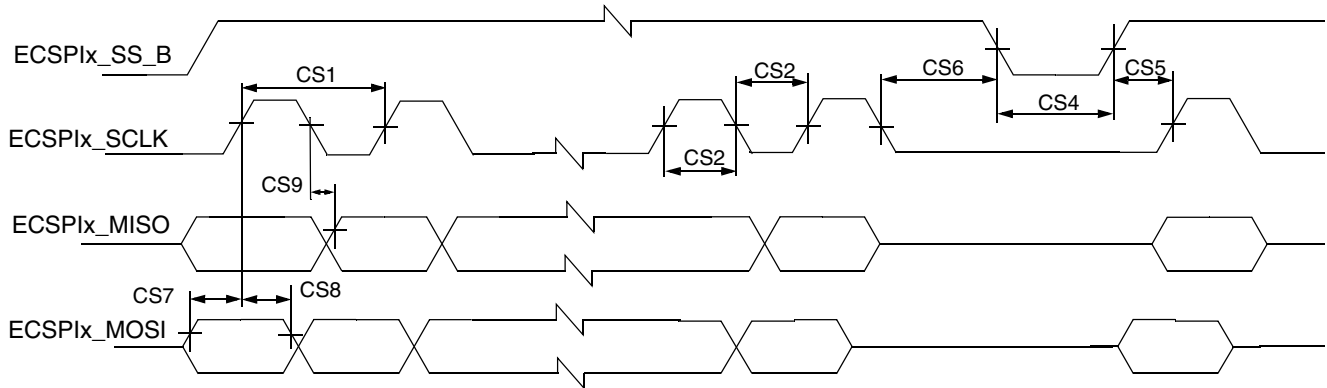 ECSPIx_SS_B
CS1
CS2
CS6
CS5
CS4
ECSPIx_SCLK
CS2
CS9
ECSPIx_MISO
CS7
CS8
ECSPIx_MOSI